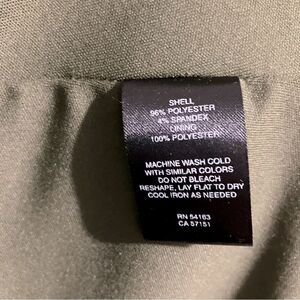 SHELL
96% POLYESTER
4% SPANDEX
LINING
100% POLYESTER
MACHINE WASH COLD
WITH SIMILAR COLORS
DO NOT BLEACH
RESHAPE, LAY FLAT TO DRY
COOL IRON AS NEEDED
RN 54163
CA 57151